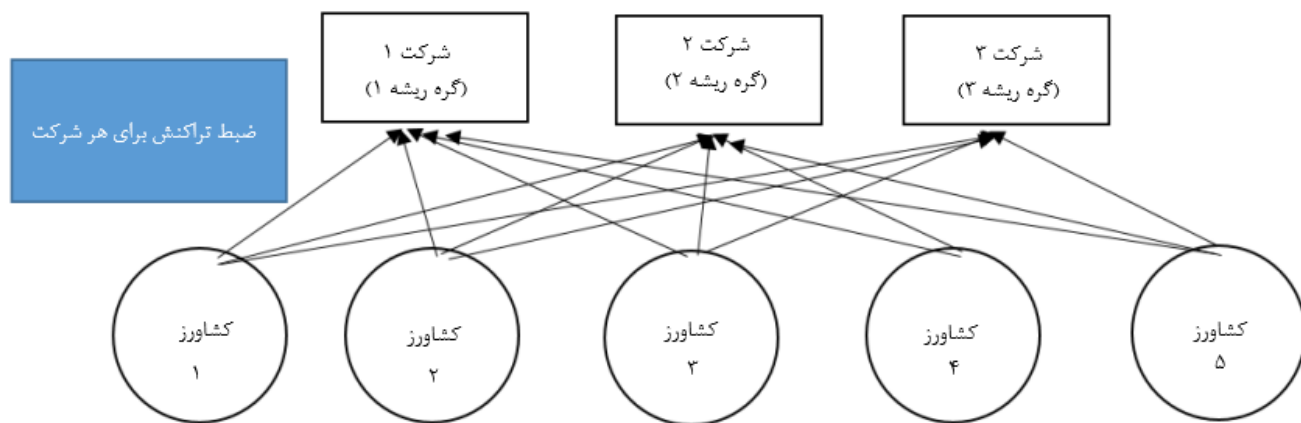 شرکت ۱
(گره ریشه ۱)
شرکت ۲
(گره ریشه ۲)
شرکت ۳
(گره ریشه ۳)
ضبط تراکنش برای هر شرکت
کشاورز
۱
کشاورز
۲
کشاورز
۳
کشاورز
۴
کشاورز
۵